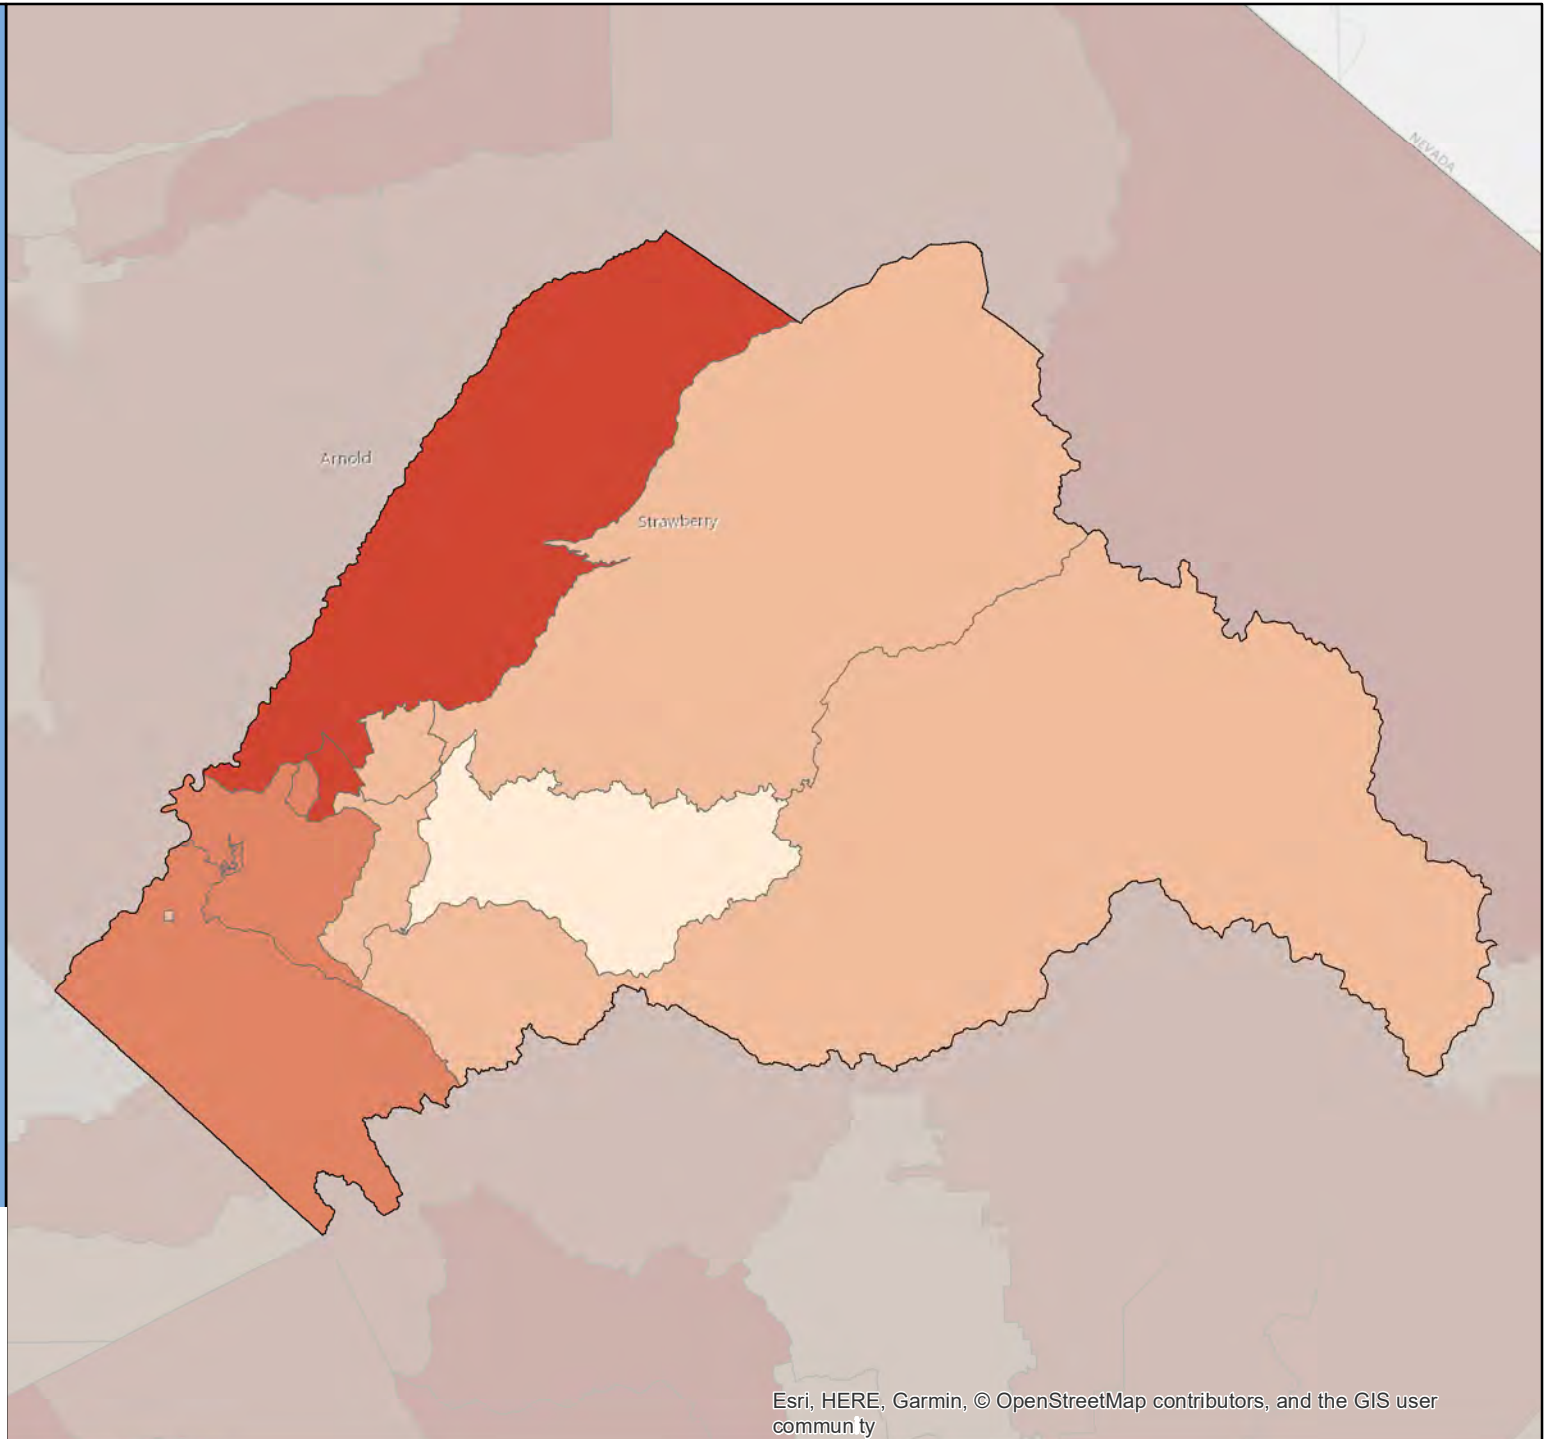 NEVADA
Arnold
Strawberry
Esri, HERE, Garmin, © OpenStreetMap contributors, and the GIS user
commun ty